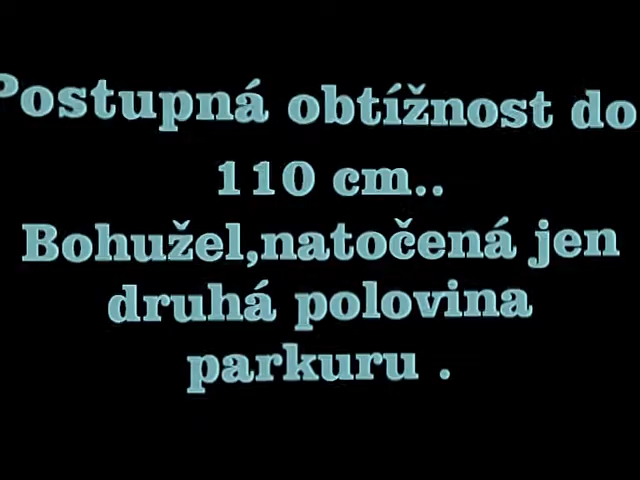 Postupná obtížnost do
110 cm..
Bohužel,natočená jen
druhá polovina
parkuru .